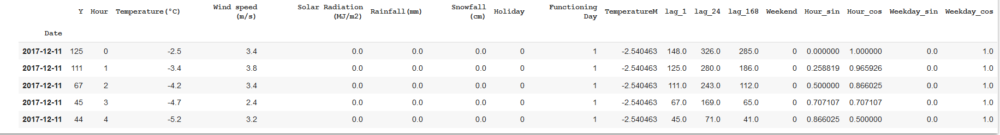 Y Hour Temperature(°C) Wind speed (m/s) Solar Radiation (MJ/m2) Rainfall(mm) Snowfall (cm) Holiday Functioning Day TemperatureM lag_1 lag_24 lag_168 Weekend Hour_sin Hour_cos Weekday_sin Weekday_cos
Date
2017-12-11 125 0 -2.5 3.4 0.0 0.0 0.0 0 1 -2.540463 148.0 326.0 285.0 0 0.000000 1.000000 0.0 1.0
2017-12-11 111 1 -3.4 3.8 0.0 0.0 0.0 0 1 -2.540463 125.0 280.0 186.0 0 0.258819 0.965926 0.0 1.0
2017-12-11 67 2 -4.2 3.4 0.0 0.0 0.0 0 1 -2.540463 111.0 243.0 112.0 0 0.500000 0.866025 0.0 1.0
2017-12-11 45 3 -4.7 2.4 0.0 0.0 0.0 0 1 -2.540463 67.0 169.0 65.0 0 0.707107 0.707107 0.0 1.0
2017-12-11 44 4 -5.2 3.2 0.0 0.0 0.0 0 1 -2.540463 45.0 71.0 41.0 0 0.866025 0.500000 0.0 1.0